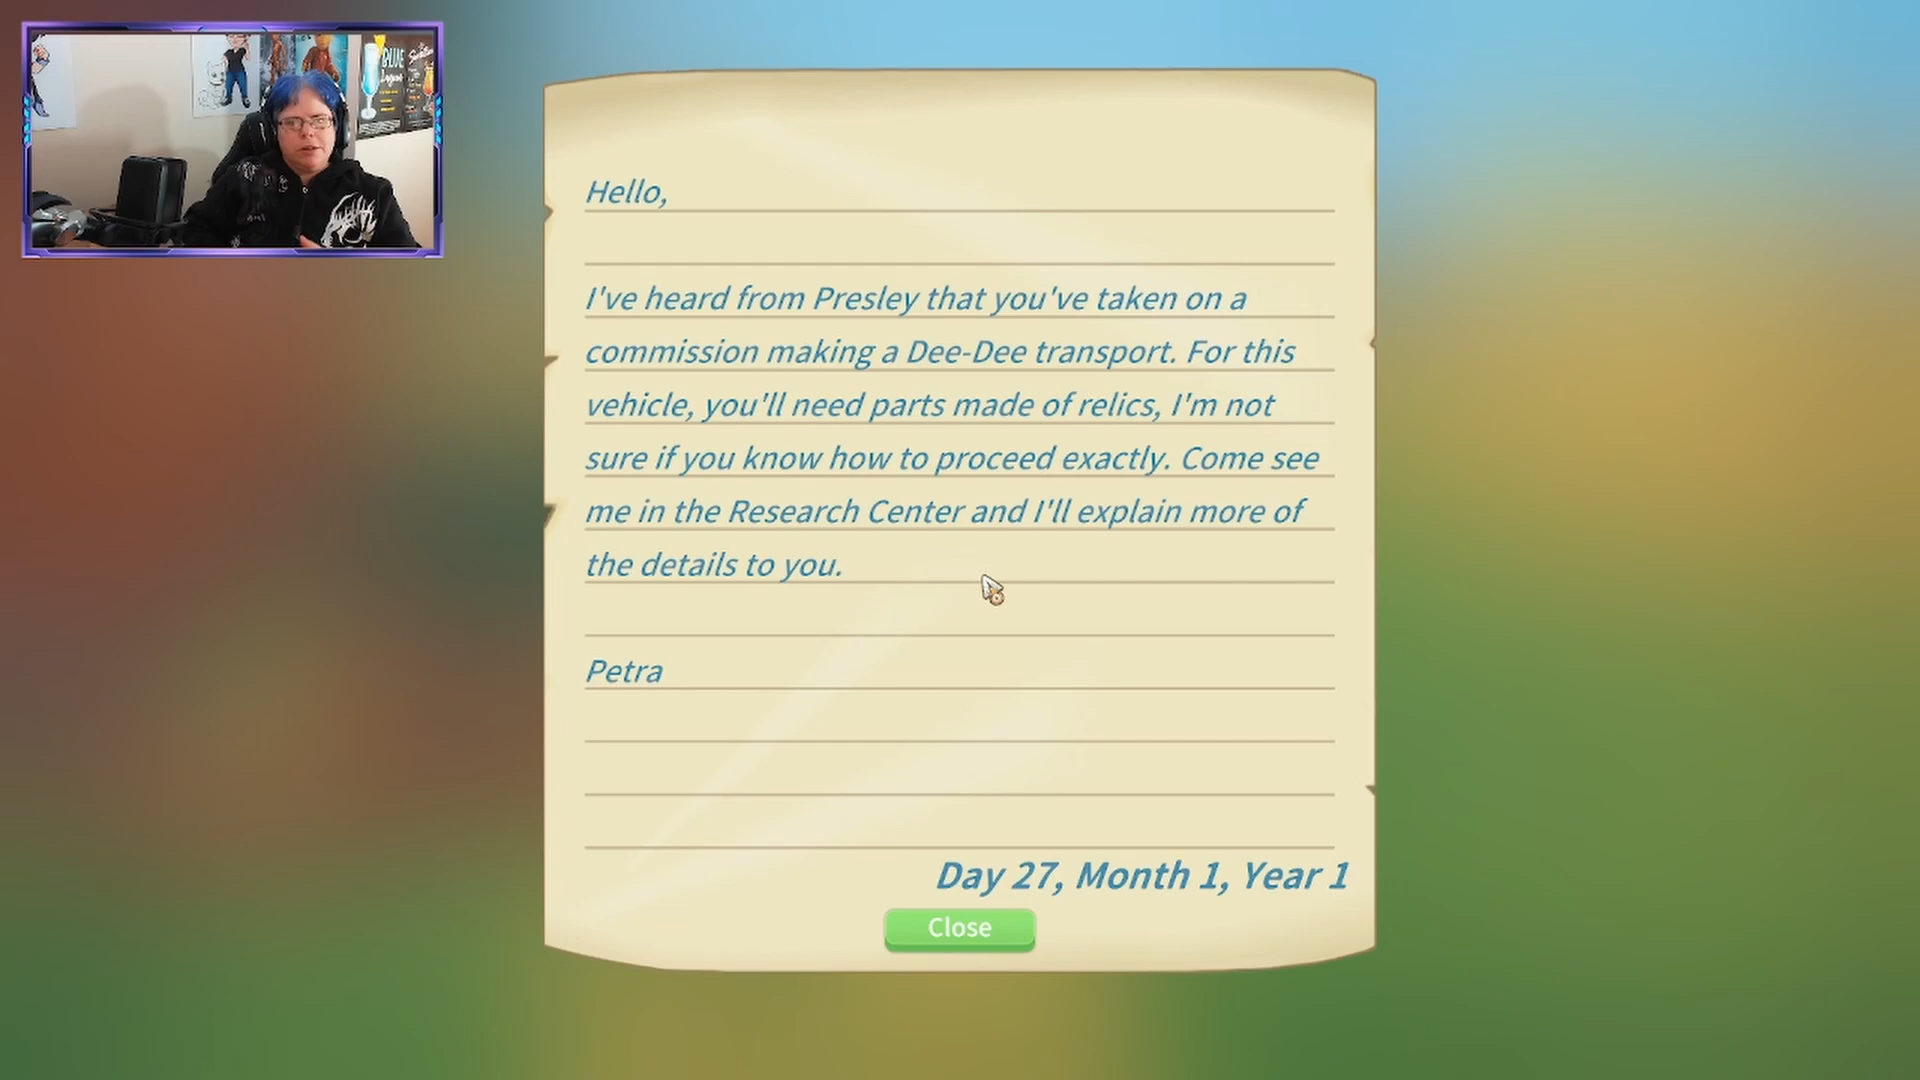 BLUE
Lagoon
Hello,
I've heard from Presley that you've taken on a
commission making a Dee-Dee transport. For this
vehicle, you'll need parts made of relics, I'm not
sure if you know how to proceed exactly. Come see
me in the Research Center and I'll explain more of
the details to you.
Petra
Day 27, Month 1, Year 1
Close